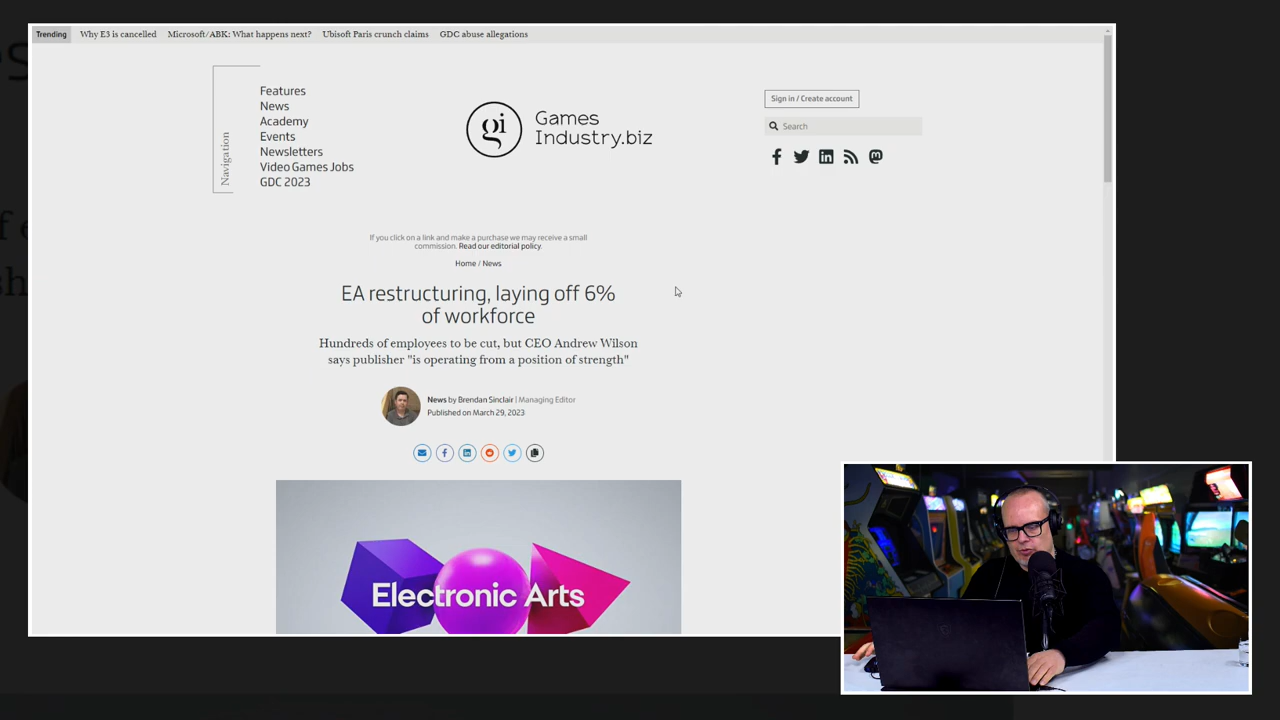 Trending Why E3 is cancelled Microsoft/ABK: What happens next? Ubisoft Paris crunch claims GDC abuse allegations
Navigation
Features
News
Academy
Events
Newsletters
Video Games Jobs
GDC 2023
gi
Games
Industry.biz
Sign in / Create account
Search
If you click on a link and make a purchase we may receive a small
commission. Read our editorial policy.
Home / News
EA restructuring, laying off 6%
of workforce
Hundreds of employees to be cut, but CEO Andrew Wilson
says publisher "is operating from a position of strength"
News by Brendan Sinclair | Managing Editor
Published on March 29, 2023
Electronic Arts